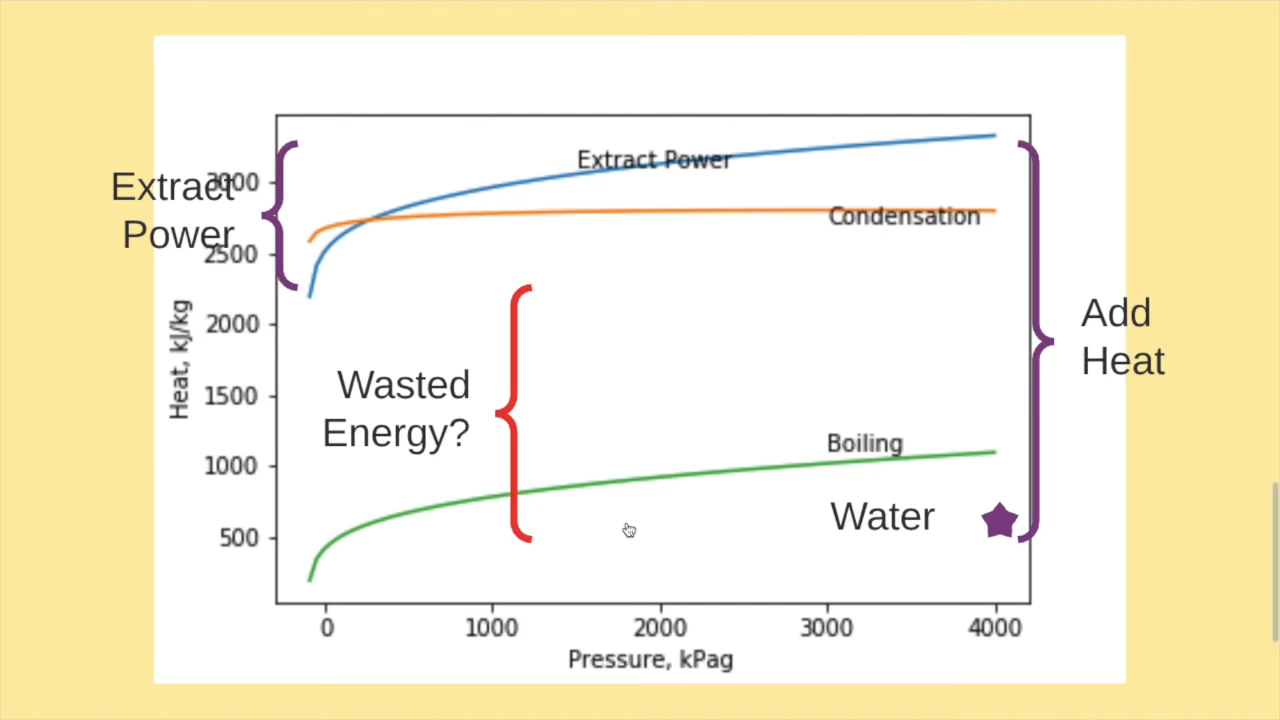 Extract Power
Extract
Power
3000
Condensation
2500
Heat, kJ/kg
2000
Add
Heat
1500
Wasted
Energy?
1000
Boiling
500
Water
0 1000 2000 3000 4000
Pressure, kPag